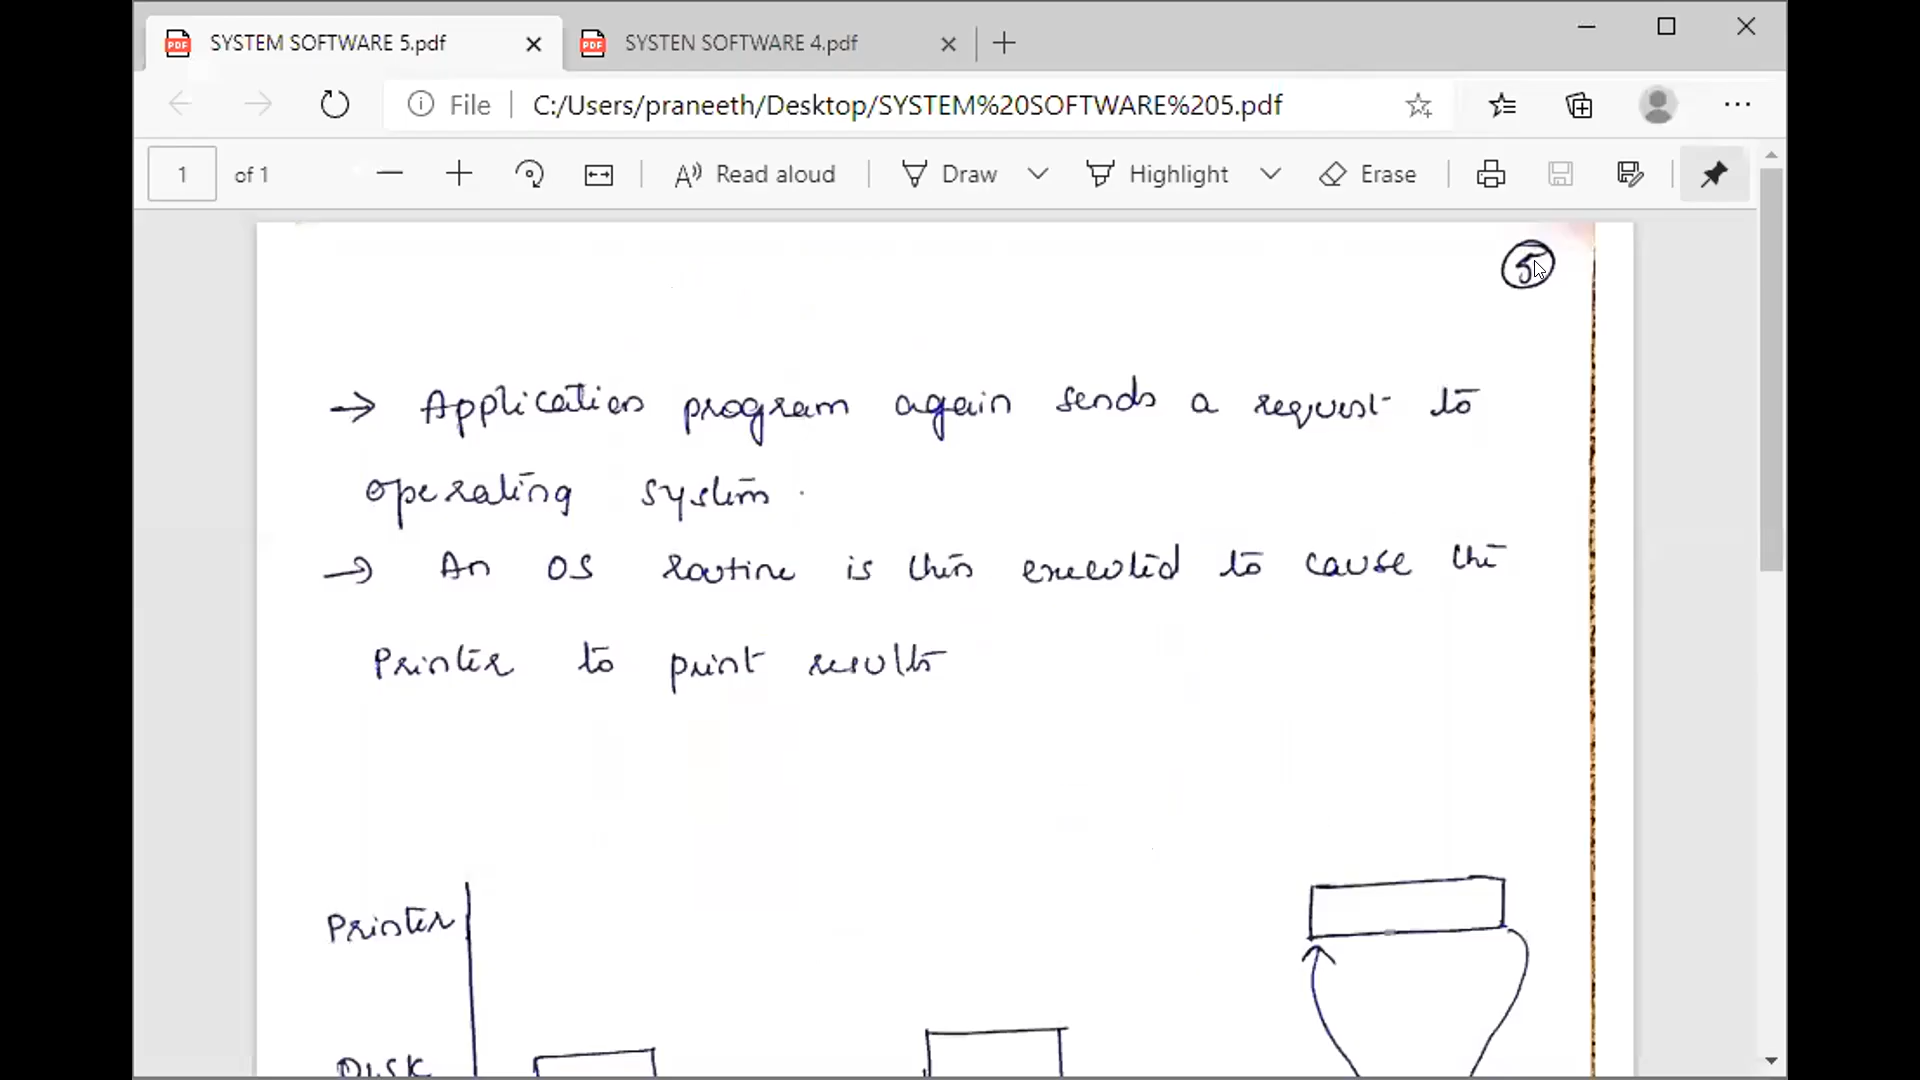 SYSTEM SOFTWARE 5.pdf
SYSTEN SOFTWARE 4.pdf
File
C:/Users/praneeth/Desktop/SYSTEM%20SOFTWARE%205.pdf
1 of 1
Read aloud
Draw
Highlight
Erase
5
→ Application program again sends a request to
operating system.
→ An OS routine is then executed to cause the
Printer to print results
Printer
DISK